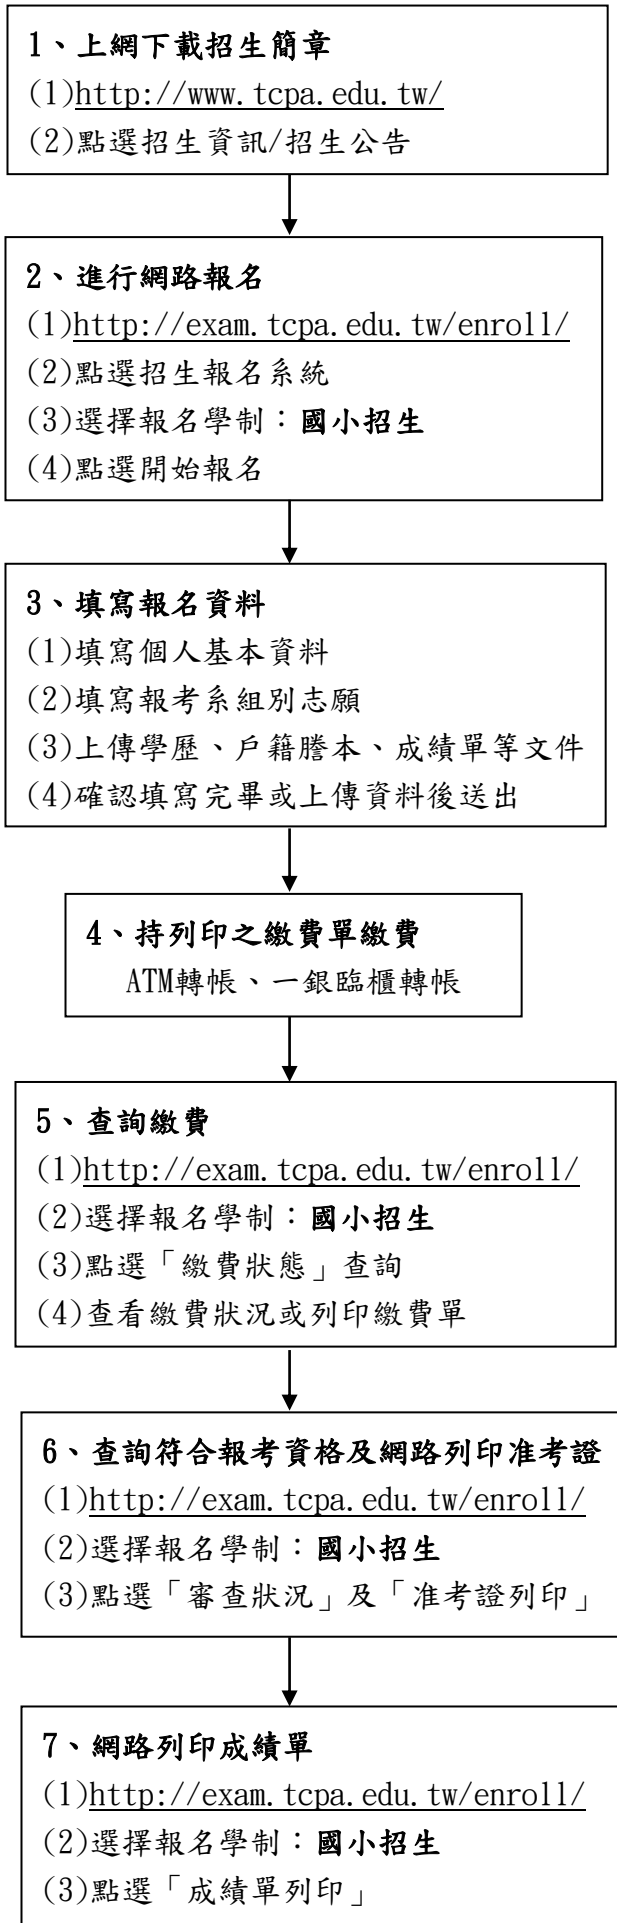 1、上網下載招生簡章
(1)http://www.tcpa.edu.tw/
(2)點選招生資訊/招生公告
2、進行網路報名
(1)http://exam.tcpa.edu.tw/enroll/
(2)點選招生報名系統
(3)選擇報名學制：國小招生
(4)點選開始報名
3、填寫報名資料
(1)填寫個人基本資料
(2)填寫報考系組別志願
(3)上傳學歷、戶籍謄本、成績單等文件
(4)確認填寫完畢或上傳資料後送出
4、持列印之繳費單繳費
ATM轉帳、一銀臨櫃轉帳
5、查詢繳費
(1)http://exam.tcpa.edu.tw/enroll/
(2)選擇報名學制：國小招生
(3)點選「繳費狀態」查詢
(4)查看繳費狀況或列印繳費單
6、查詢符合報考資格及網路列印准考證
(1)http://exam.tcpa.edu.tw/enroll/
(2)選擇報名學制：國小招生
(3)點選「審查狀況」及「准考證列印」
7、網路列印成績單
(1)http://exam.tcpa.edu.tw/enroll/
(2)選擇報名學制：國小招生
(3)點選「成績單列印」